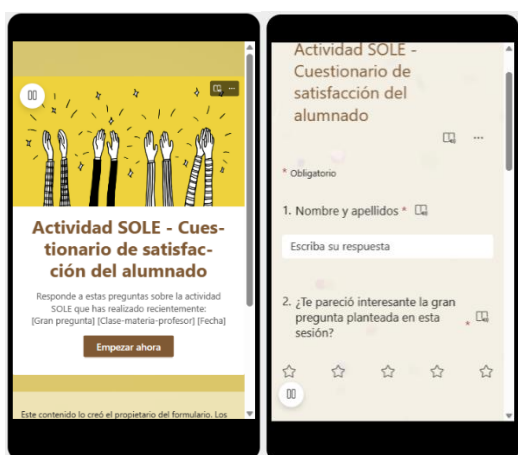 Actividad SOLE - Cues-
tionario de satisfac-
ción del alumnado
Responde a estas preguntas sobre la actividad
SOLE que has realizado recientemente:
[Gran pregunta] [Clase-materia-profesor] [Fecha]
Empezar ahora
Este contenido lo creó el propietario del formulario. Los
Actividad SOLE -
Cuestionario de
satisfacción del
alumnado
* Obligatorio
1. Nombre y apellidos *
Escriba su respuesta
2. ¿Te pareció interesante la gran
pregunta planteada en esta *
sesión?